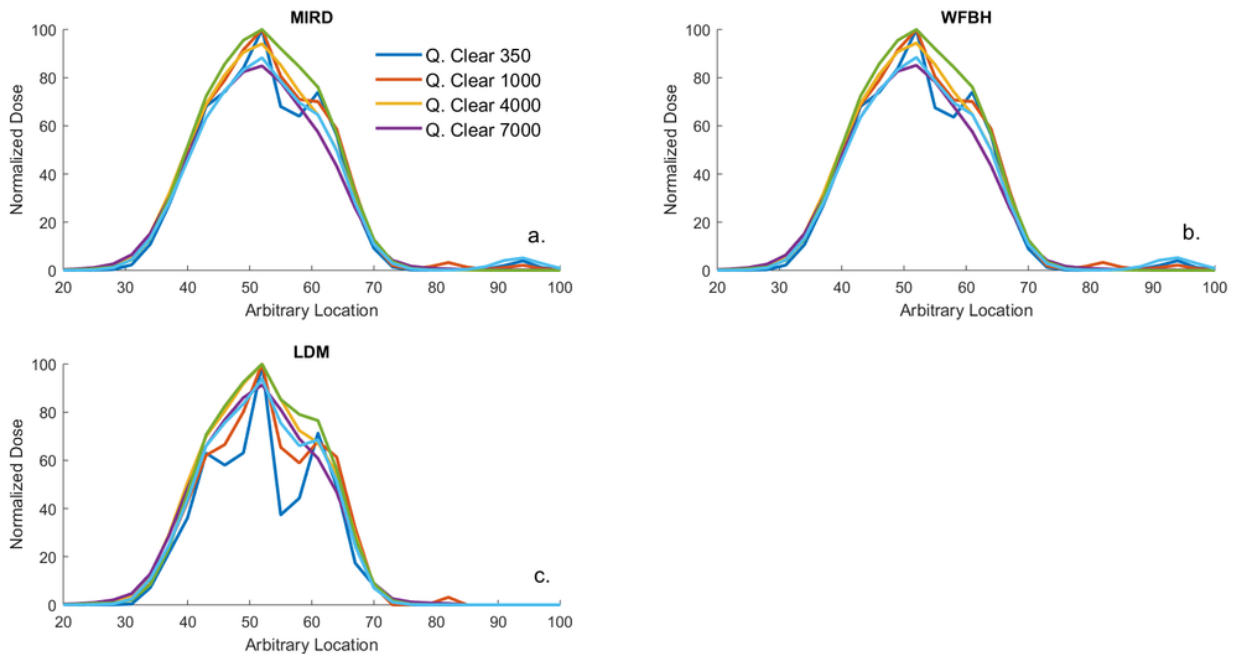 MIRD
100
80
60
40
20
0
Normalized Dose
Q. Clear 350
Q. Clear 1000
Q. Clear 4000
Q. Clear 7000
a.
20 30 40 50 60 70 80 90 100
Arbitrary Location
WFBH
100
80
60
40
20
0
Normalized Dose
b.
20 30 40 50 60 70 80 90 100
Arbitrary Location
LDM
100
80
60
40
20
0
Normalized Dose
c.
20 30 40 50 60 70 80 90 100
Arbitrary Location